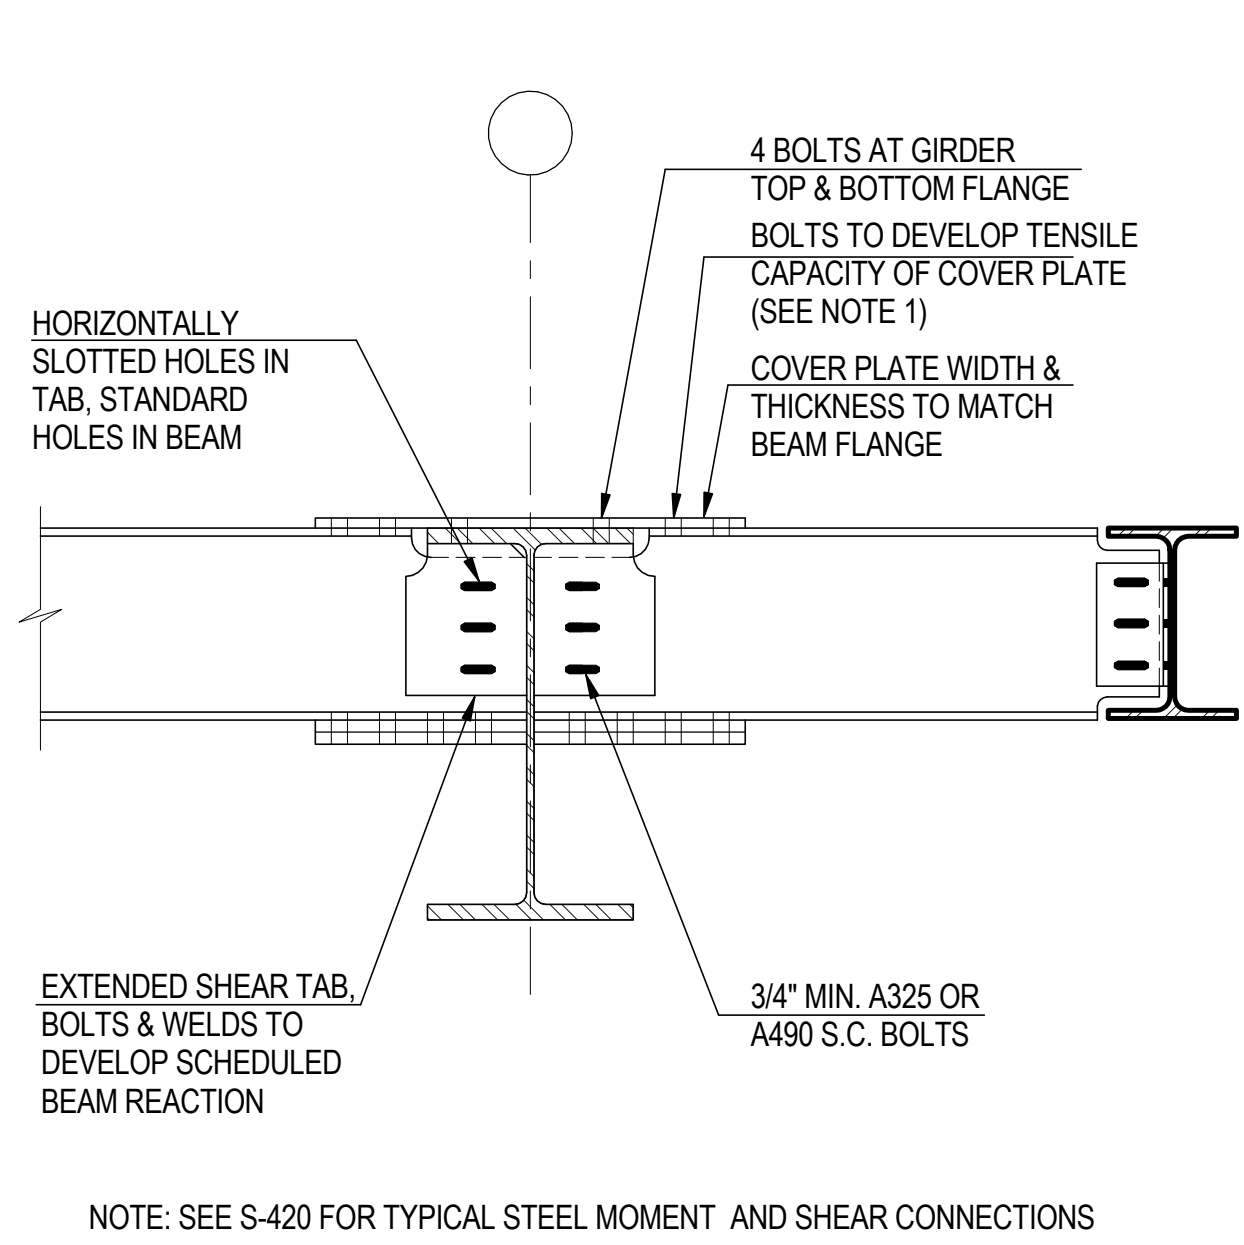 4 BOLTS AT GIRDER
TOP & BOTTOM FLANGE
BOLTS TO DEVELOP TENSILE
CAPACITY OF COVER PLATE
(SEE NOTE 1)
COVER PLATE WIDTH &
THICKNESS TO MATCH
BEAM FLANGE
HORIZONTALLY
SLOTTED HOLES IN
TAB, STANDARD
HOLES IN BEAM
EXTENDED SHEAR TAB,
BOLTS & WELDS TO
DEVELOP SCHEDULED
BEAM REACTION
3/4" MIN. A325 OR
A490 S.C. BOLTS
NOTE: SEE S-420 FOR TYPICAL STEEL MOMENT AND SHEAR CONNECTIONS